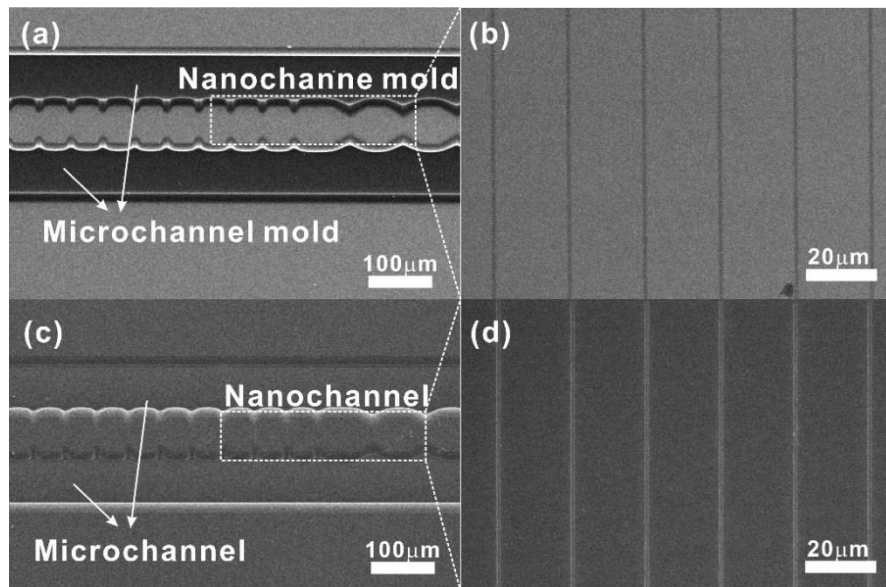 (a)
Nanochanne mold
Microchannel mold
100μm
(b)
20μm
(c)
Nanochannel
Microchannel
100μm
(d)
20μm